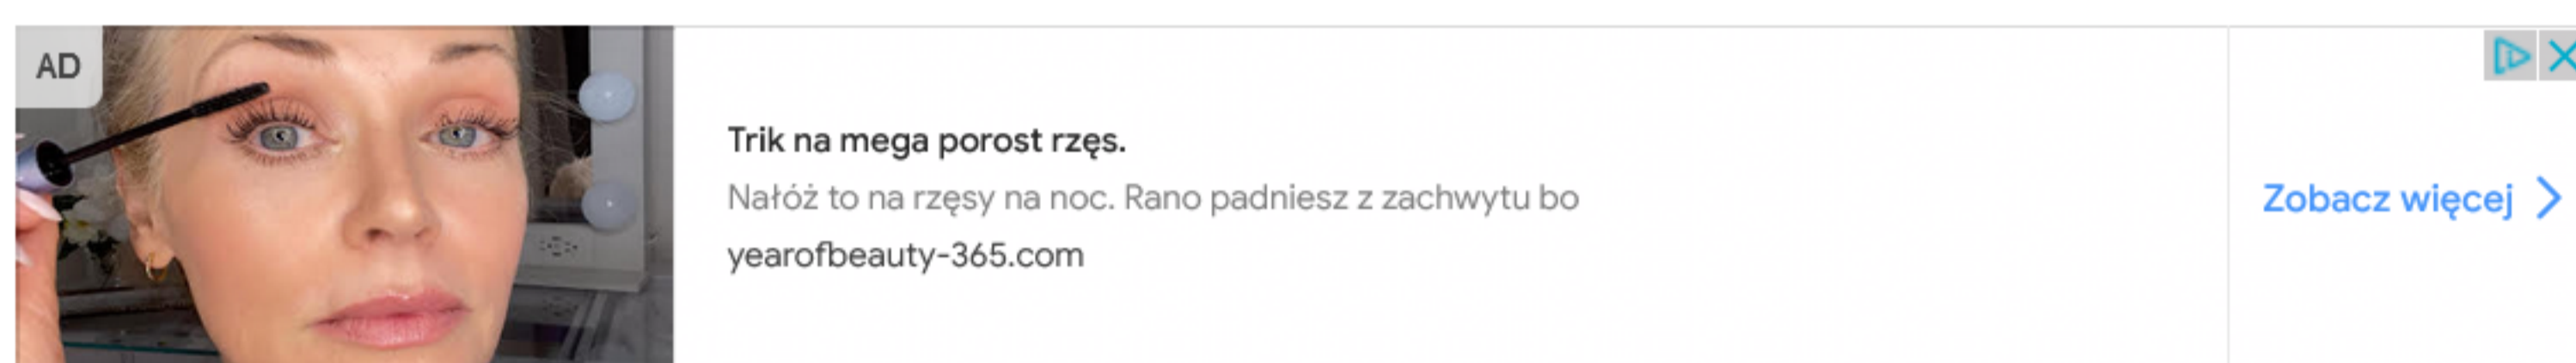 AD
Trik na mega porost rzęs.
Nałóż to na rzęsy na noc. Rano padniesz z zachwytu bo
yearofbeauty-365.com
Zobacz więcej